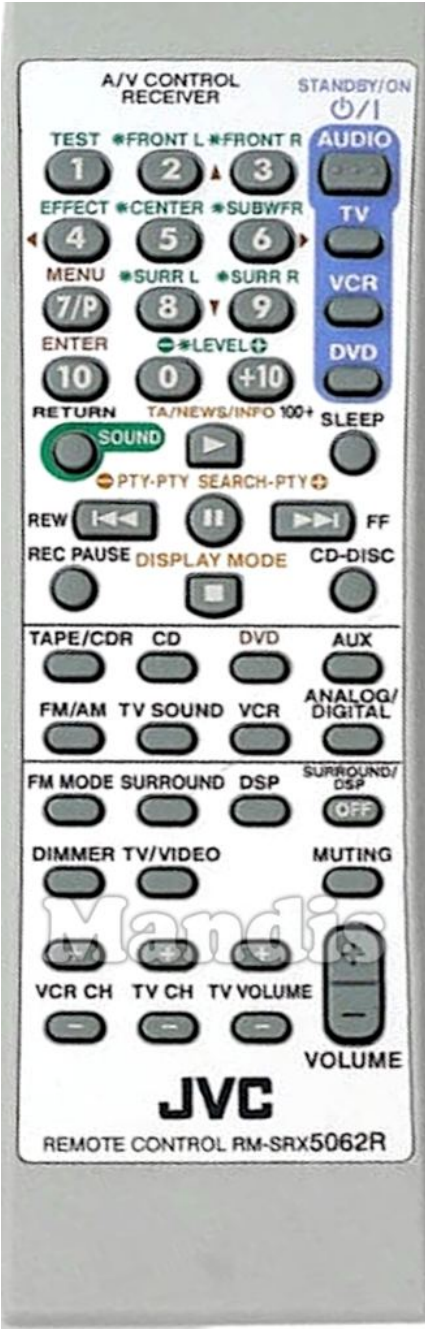 A/V CONTROL
RECEIVER
STANDBY/ON
⏻/I
TEST *FRONT L *FRONT R AUDIO
1 2 3
EFFECT *CENTER *SUBWFR TV
4 5 6
MENU *SURR L *SURR R VCR
7/P 8 9
ENTER ⊖*LEVEL⊕ DVD
10 0 +10
RETURN TA/NEWS/INFO 100+ SLEEP
SOUND
⊖PTY-PTY SEARCH-PTY⊕
REW FF
REC PAUSE DISPLAY MODE CD-DISC
TAPE/CDR CD DVD AUX
FM/AM TV SOUND VCR ANALOG/
DIGITAL
FM MODE SURROUND DSP SURROUND/
DSP
OFF
DIMMER TV/VIDEO MUTING
Mandis
+ + + +
VCR CH TV CH TV VOLUME
- - - -
VOLUME
JVC
REMOTE CONTROL RM-SRX5062R